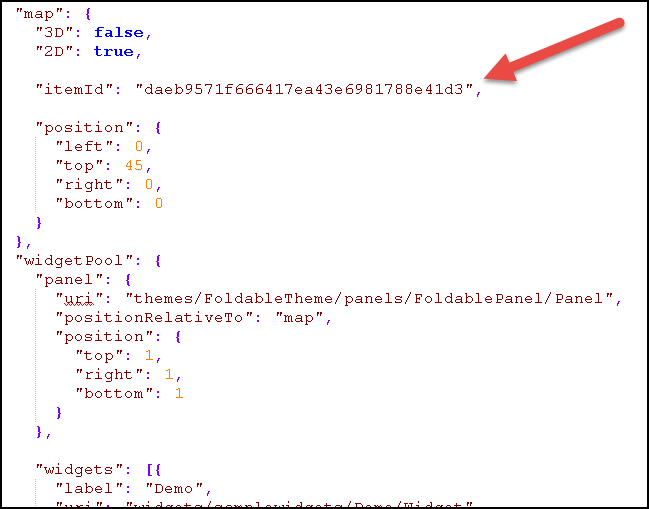 "map": {
"3D": false,
"2D": true,
"itemId": "daeb9571f666417ea43e6981788e41d3",
"position": {
"left": 0,
"top": 45,
"right": 0,
"bottom": 0
}
},
"widgetPool": {
"panel": {
"uri": "themes/FoldableTheme/panels/FoldablePanel/Panel",
"positionRelativeTo": "map",
"position": {
"top": 1,
"right": 1,
"bottom": 1
}
},
"widgets": [{
"label": "Demo",
"uri": "widgets/samplewidgets/Demo/Widget"